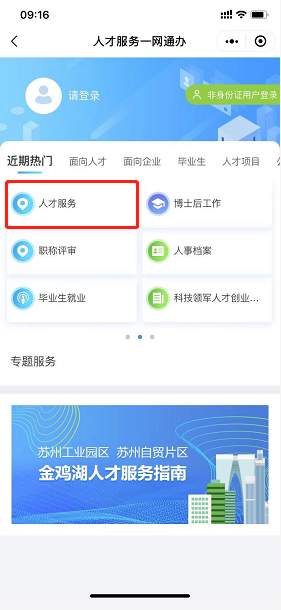 09:16
人才服务一网通办
请登录
非身份证用户登录
近期热门 面向人才 面向企业 毕业生 人才项目
人才服务 博士后工作
职称评审 人事档案
毕业生就业 科技领军人才创业...
专题服务
苏州工业园区 苏州自贸片区
金鸡湖人才服务指南